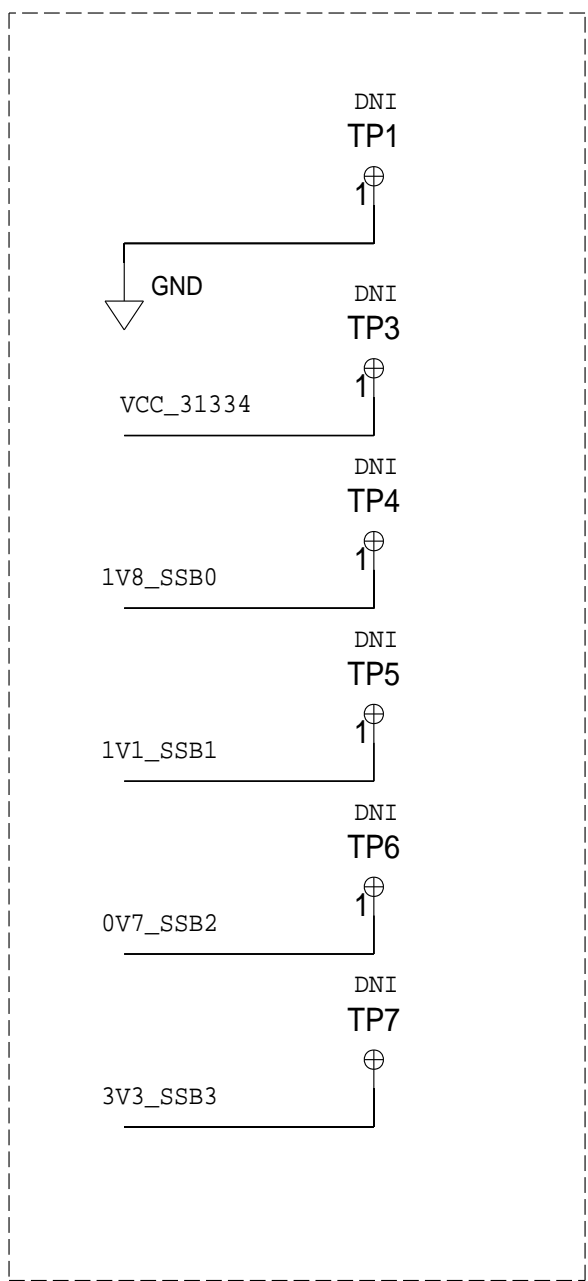 DNI
TP1
1
GND
DNI
TP3
1
VCC_31334
DNI
TP4
1
1V8_SSB0
DNI
TP5
1
1V1_SSB1
DNI
TP6
1
0V7_SSB2
DNI
TP7
3V3_SSB3